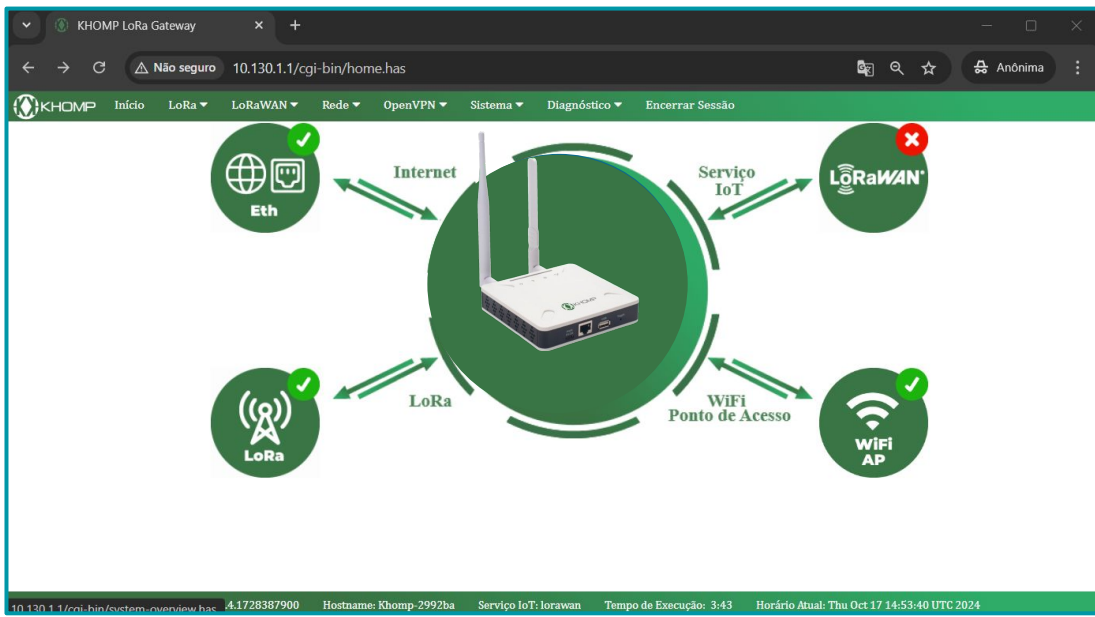 KHOMP LoRa Gateway
Não seguro 10.130.1.1/cgi-bin/home.has Anônima
KHOMP Início LoRa LoRaWAN Rede OpenVPN Sistema Diagnóstico Encerrar Sessão
Internet
Serviço
IoT
LoRaWAN
Eth
KHOMP
LoRa
WiFi
Ponto de Acesso
LoRa
WiFi
AP
10.130.1.1/cgi-bin/system-overview.has .4.1728387900 Hostname: Khomp-2992ba Serviço IoT: lorawan Tempo de Execução: 3:43 Horário Atual: Thu Oct 17 14:53:40 UTC 2024